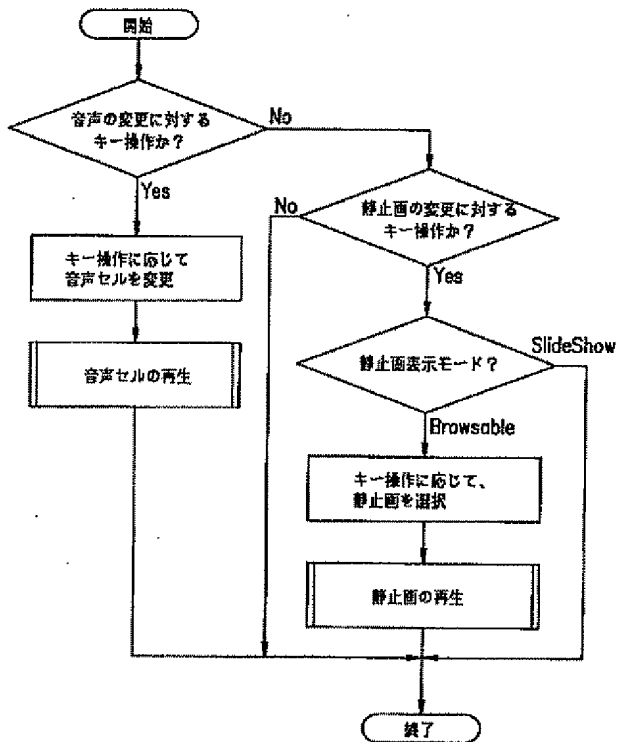 開始
音声の変更に対する
キー操作か？
No
Yes
静止画の変更に対する
キー操作か？
No
Yes
キー操作に応じて
音声セルを変更
音声セルの再生
静止画表示モード？
SlideShow
Browsable
キー操作に応じて、
静止画を選択
静止画の再生
終了